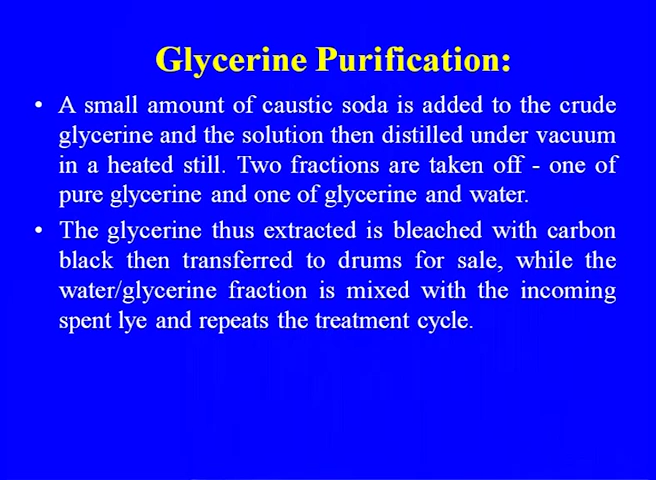 Glycerine Purification:
• A small amount of caustic soda is added to the crude
glycerine and the solution then distilled under vacuum
in a heated still. Two fractions are taken off - one of
pure glycerine and one of glycerine and water.
• The glycerine thus extracted is bleached with carbon
black then transferred to drums for sale, while the
water/glycerine fraction is mixed with the incoming
spent lye and repeats the treatment cycle.